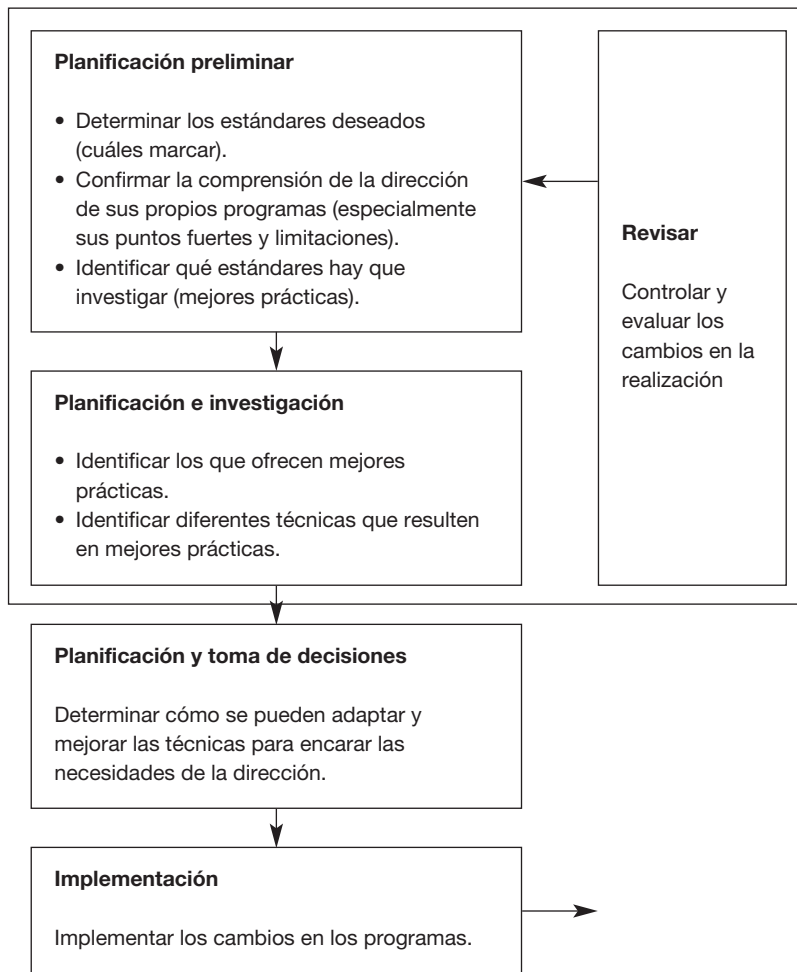 Planificación preliminar
• Determinar los estándares deseados
(cuáles marcar).
• Confirmar la comprensión de la dirección
de sus propios programas (especialmente
sus puntos fuertes y limitaciones).
• Identificar qué estándares hay que
investigar (mejores prácticas).
Planificación e investigación
• Identificar los que ofrecen mejores
prácticas.
• Identificar diferentes técnicas que resulten
en mejores prácticas.
Planificación y toma de decisiones
Determinar cómo se pueden adaptar y
mejorar las técnicas para encarar las
necesidades de la dirección.
Implementación
Implementar los cambios en los programas.
Revisar
Controlar y
evaluar los
cambios en la
realización